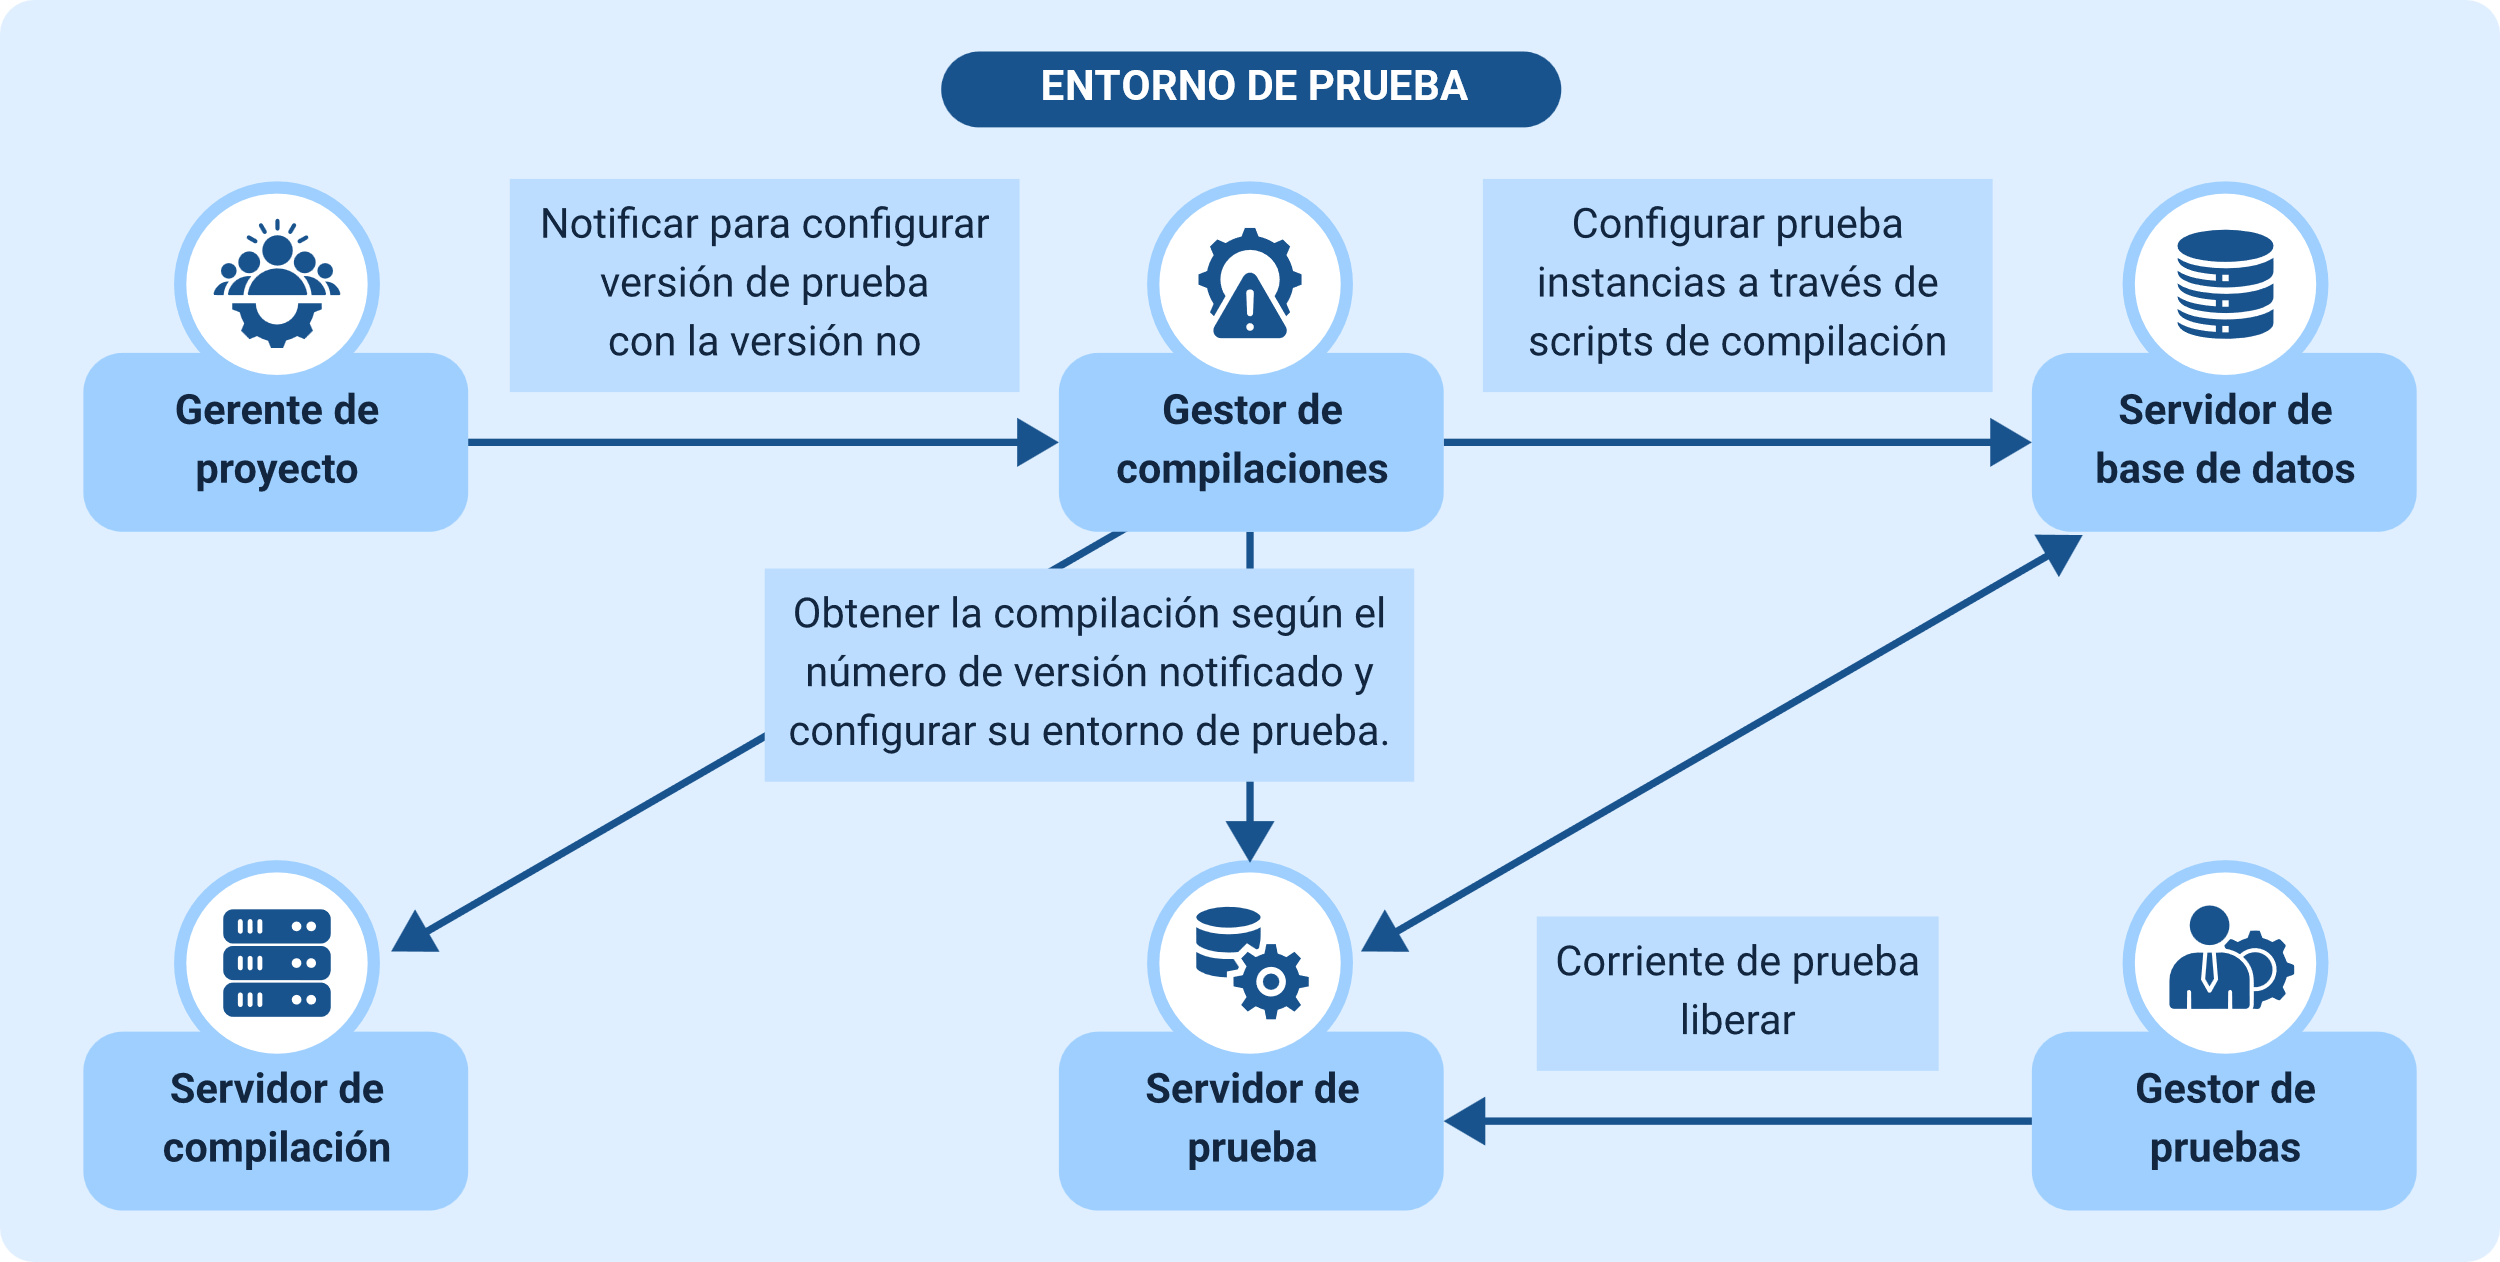 ENTORNO DE PRUEBA
Notificar para configurar
versión de prueba
con la versión no
Configurar prueba
instancias a través de
scripts de compilación
Gerente de
proyecto
Gestor de
compilaciones
Servidor de
base de datos
Obtener la compilación según el
número de versión notificado y
configurar su entorno de prueba.
Corriente de prueba
liberar
Servidor de
compilación
Servidor de
prueba
Gestor de
pruebas